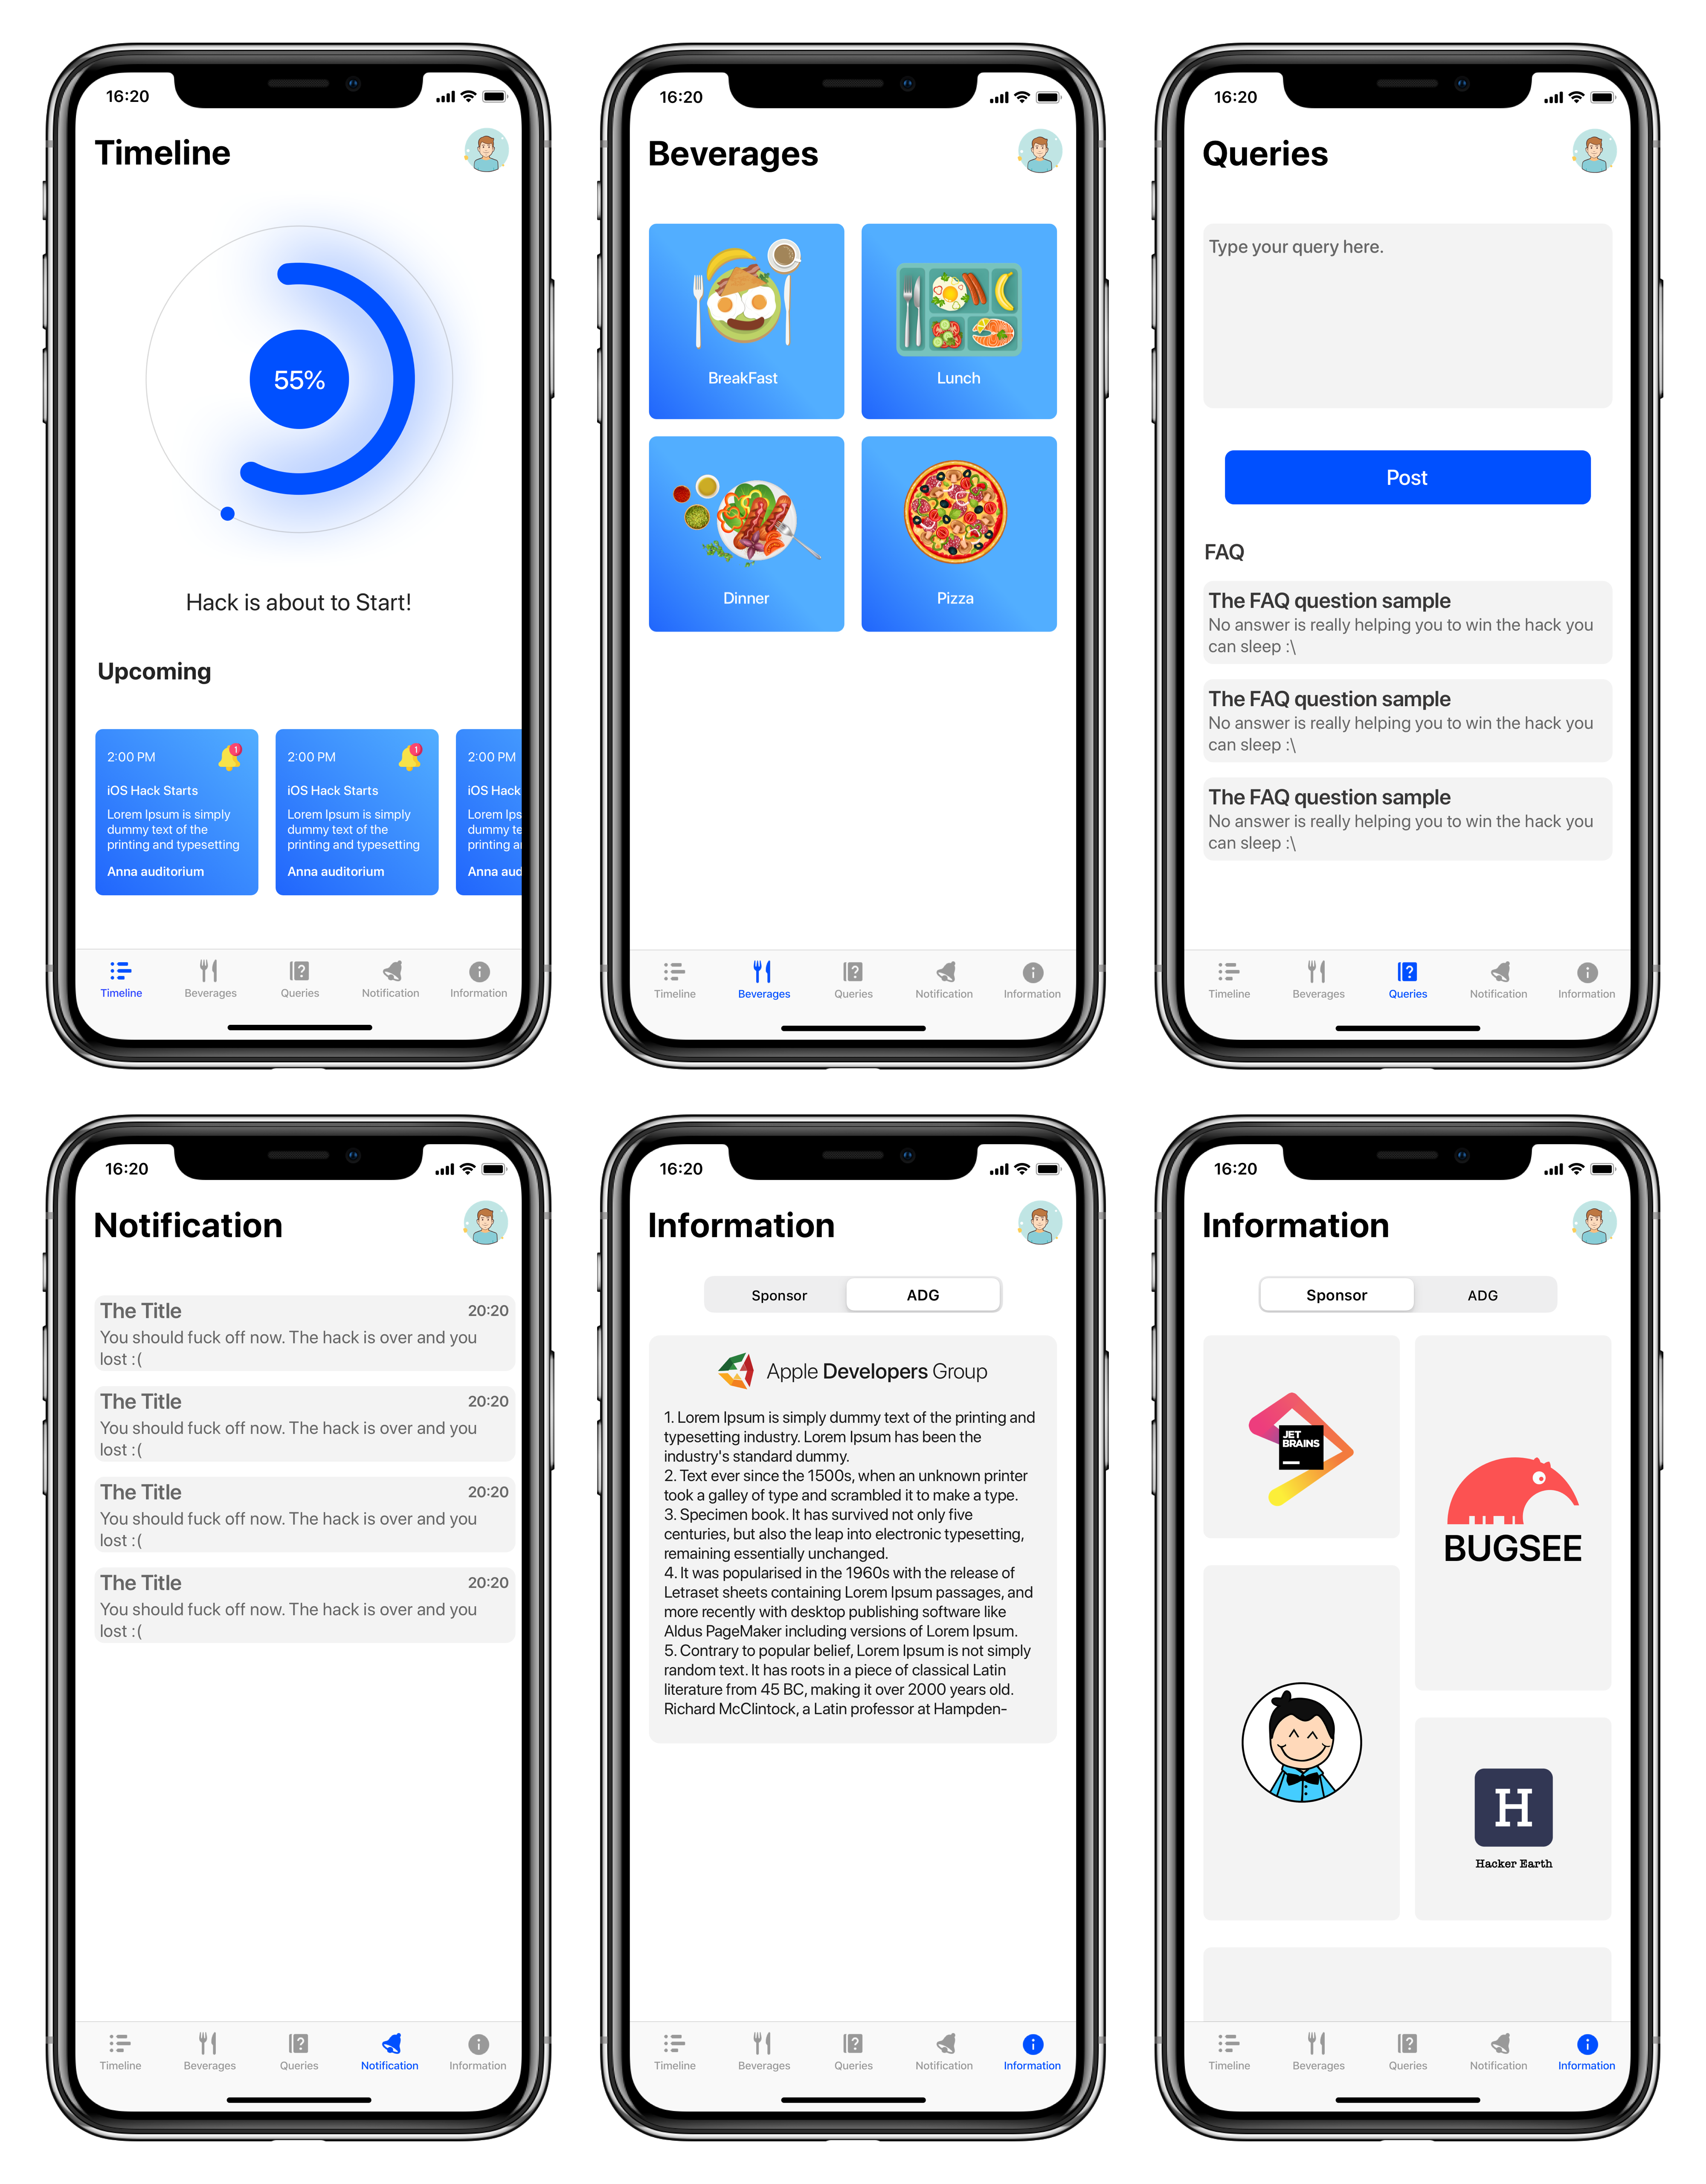 16:20
Timeline
55%
Hack is about to Start!
Upcoming
2:00 PM
1
iOS Hack Starts
Lorem Ipsum is simply
dummy text of the
printing and typesetting
Anna auditorium
2:00 PM
1
iOS Hack Starts
Lorem Ipsum is simply
dummy text of the
printing and typesetting
Anna auditorium
2:00 PM
iOS Hack
Lorem Ips
dummy te
printing a
Anna aud
Timeline
Beverages
Queries
Notification
Information
16:20
Beverages
BreakFast
Lunch
Dinner
Pizza
Timeline
Beverages
Queries
Notification
Information
16:20
Queries
Type your query here.
Post
FAQ
The FAQ question sample
No answer is really helping you to win the hack you
can sleep :\
The FAQ question sample
No answer is really helping you to win the hack you
can sleep :\
The FAQ question sample
No answer is really helping you to win the hack you
can sleep :\
Timeline
Beverages
Queries
Notification
Information
16:20
Notification
The Title
20:20
You should fuck off now. The hack is over and you
lost :(
The Title
20:20
You should fuck off now. The hack is over and you
lost :(
The Title
20:20
You should fuck off now. The hack is over and you
lost :(
The Title
20:20
You should fuck off now. The hack is over and you
lost :(
Timeline
Beverages
Queries
Notification
Information
16:20
Information
Sponsor
ADG
Apple Developers Group
1. Lorem Ipsum is simply dummy text of the printing and
typesetting industry. Lorem Ipsum has been the
industry's standard dummy.
2. Text ever since the 1500s, when an unknown printer
took a galley of type and scrambled it to make a type.
3. Specimen book. It has survived not only five
centuries, but also the leap into electronic typesetting,
remaining essentially unchanged.
4. It was popularised in the 1960s with the release of
Letraset sheets containing Lorem Ipsum passages, and
more recently with desktop publishing software like
Aldus PageMaker including versions of Lorem Ipsum.
5. Contrary to popular belief, Lorem Ipsum is not simply
random text. It has roots in a piece of classical Latin
literature from 45 BC, making it over 2000 years old.
Richard McClintock, a Latin professor at Hampden-
Timeline
Beverages
Queries
Notification
Information
16:20
Information
Sponsor
ADG
JET
BRAINS
BUGSEE
H
Hacker Earth
Timeline
Beverages
Queries
Notification
Information